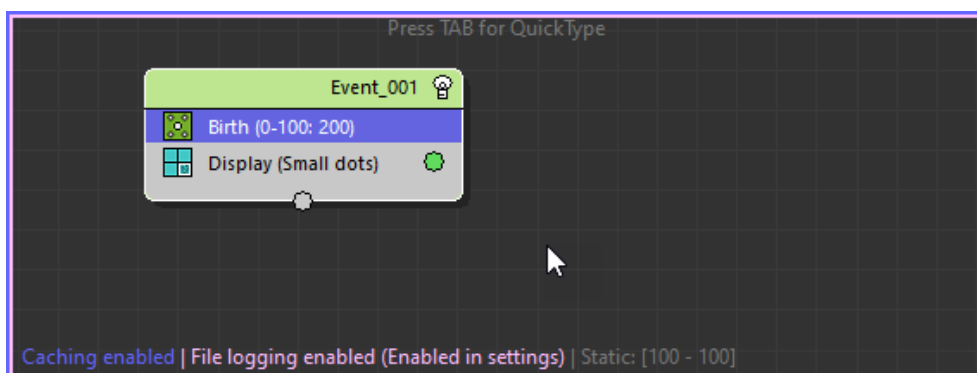 Press TAB for QuickType
Event_001
Birth (0-100: 200)
Display (Small dots)
Caching enabled | File logging enabled (Enabled in settings) | Static: [100 - 100]